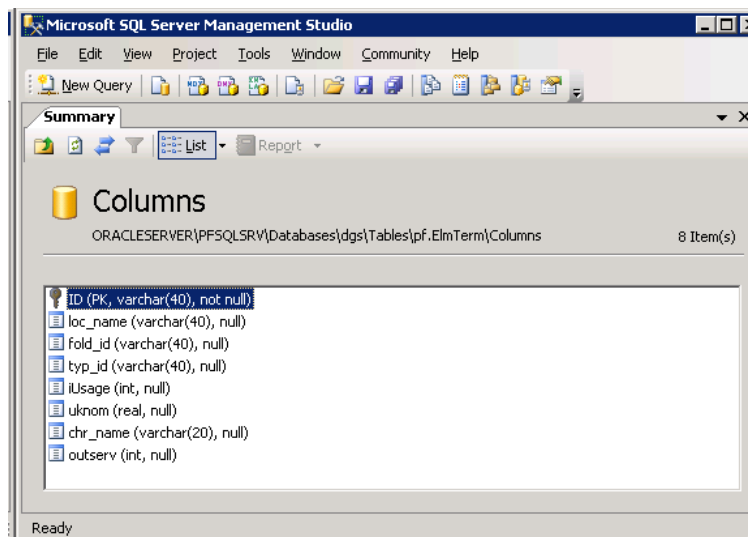 Microsoft SQL Server Management Studio
File Edit View Project Tools Window Community Help
New Query
Summary
List Report
Columns
ORACLESERVER\PFSQLSRV\Databases\dgs\Tables\pf.ElmTerm\Columns 8 Item(s)
ID (PK, varchar(40), not null)
loc_name (varchar(40), null)
fold_id (varchar(40), null)
typ_id (varchar(40), null)
iUsage (int, null)
uknom (real, null)
chr_name (varchar(20), null)
outserv (int, null)
Ready